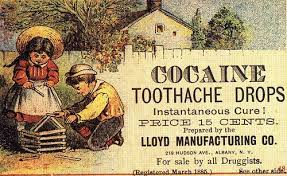 COCAINE
TOOTHACHE DROPS
Instantaneous Cure!
PRICE 15 CENTS.
Prepared by the
LLOYD MANUFACTURING CO.
219 HUDSON AVE., ALBANY, N. Y.
For sale by all Druggists.
(Registered March 1885.) See other side.